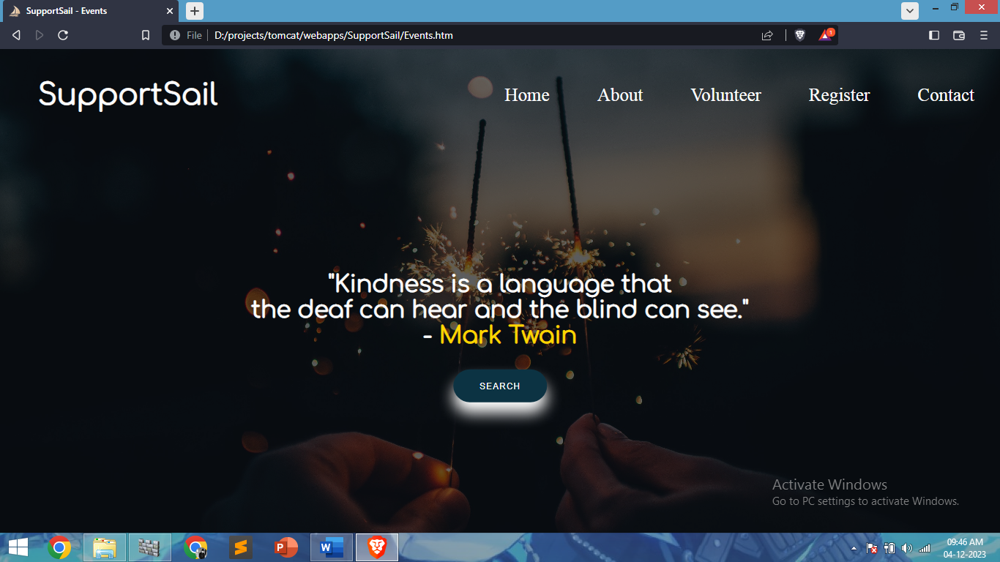 SupportSail - Events
File
D:/projects/tomcat/webapps/SupportSail/Events.htm
1
SupportSail
Home
About
Volunteer
Register
Contact
"Kindness is a language that
the deaf can hear and the blind can see."
- Mark Twain
SEARCH
Activate Windows
Go to PC settings to activate Windows.
09:46 AM
04-12-2023